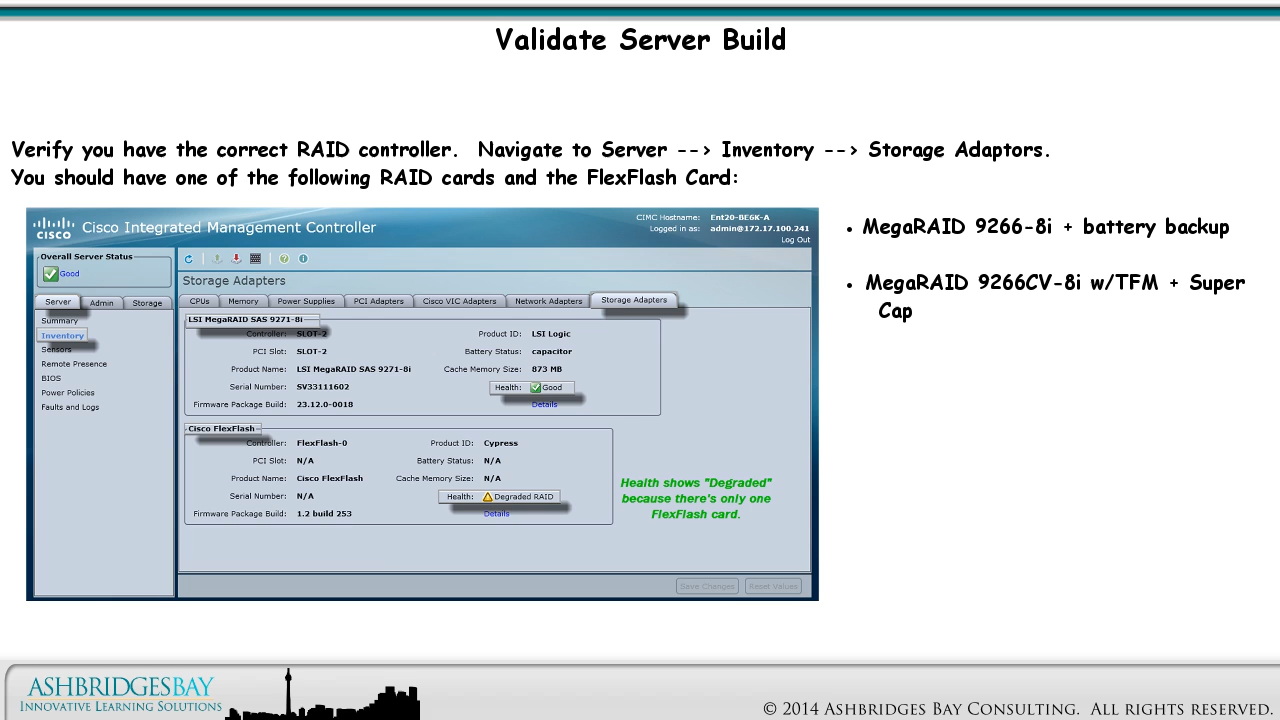 Validate Server Build
Verify you have the correct RAID controller. Navigate to Server --> Inventory --> Storage Adaptors.
You should have one of the following RAID cards and the FlexFlash Card:
• MegaRAID 9266-8i + battery backup
• MegaRAID 9266CV-8i w/TFM + Super
Cap
cisco Cisco Integrated Management Controller
CIMC Hostname: Ent20-BE6K-A
Logged in as: admin@172.17.100.241
Log Out
Overall Server Status
Good
Server Admin Storage
Summary
Inventory
Sensors
Remote Presence
BIOS
Power Policies
Faults and Logs
Storage Adapters
CPUs Memory Power Supplies PCI Adapters Cisco VIC Adapters Network Adapters Storage Adapters
LSI MegaRAID SAS 9271-8i
Controller: SLOT-2 Product ID: LSI Logic
PCI Slot: SLOT-2 Battery Status: capacitor
Product Name: LSI MegaRAID SAS 9271-8i Cache Memory Size: 873 MB
Serial Number: SV33111602 Health: Good
Firmware Package Build: 23.12.0-0018 Details
Cisco FlexFlash
Controller: FlexFlash-0 Product ID: Cypress
PCI Slot: N/A Battery Status: N/A
Product Name: Cisco FlexFlash Cache Memory Size: N/A
Serial Number: N/A Health: Degraded RAID
Firmware Package Build: 1.2 build 253 Details
Health shows "Degraded"
because there's only one
FlexFlash card.
Save Changes Reset Values
ASHBRIDGESBAY
INNOVATIVE LEARNING SOLUTIONS
© 2014 ASHBRIDGES BAY CONSULTING. ALL RIGHTS RESERVED.